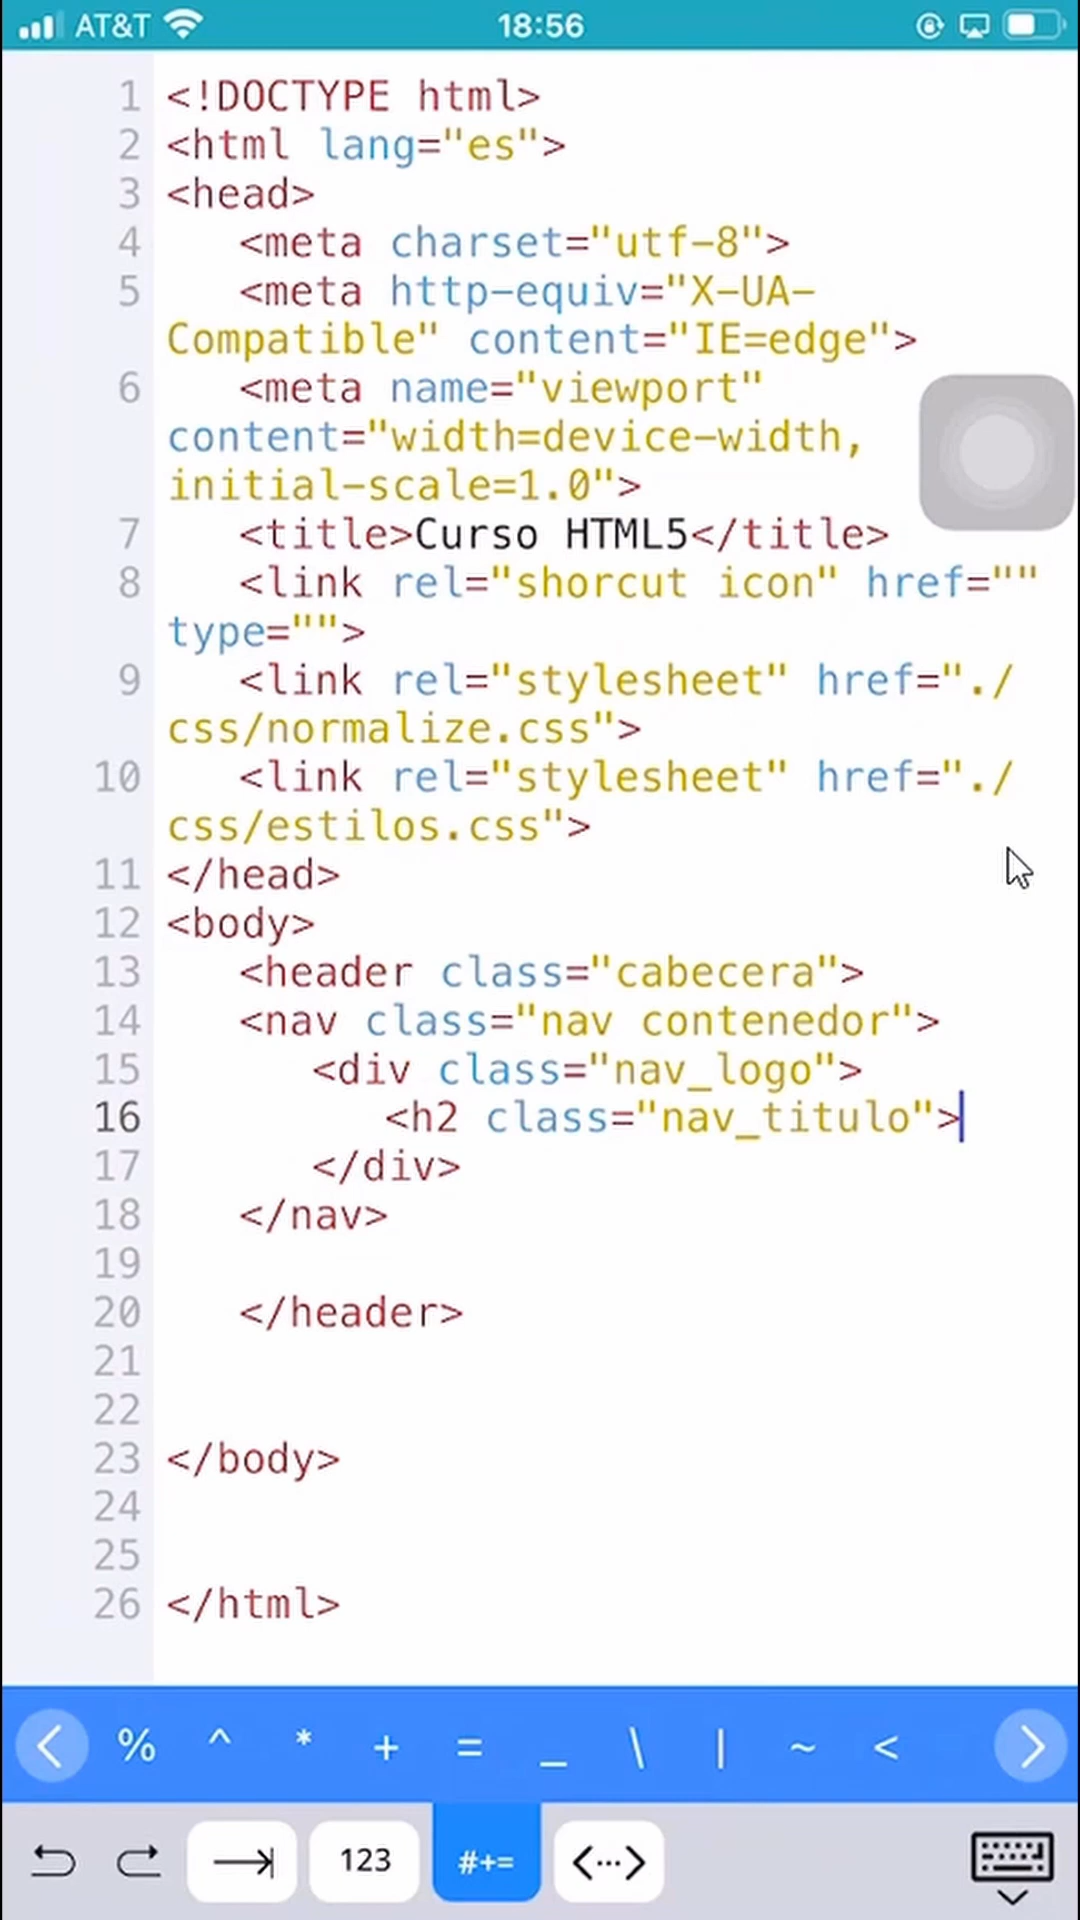 AT&T 18:56
1 <!DOCTYPE html>
2 <html lang="es">
3 <head>
4 <meta charset="utf-8">
5 <meta http-equiv="X-UA-
Compatible" content="IE=edge">
6 <meta name="viewport"
content="width=device-width,
initial-scale=1.0">
7 <title>Curso HTML5</title>
8 <link rel="shorcut icon" href=""
type="">
9 <link rel="stylesheet" href="./
css/normalize.css">
10 <link rel="stylesheet" href="./
css/estilos.css">
11 </head>
12 <body>
13 <header class="cabecera">
14 <nav class="nav contenedor">
15 <div class="nav_logo">
16 <h2 class="nav_titulo">
17 </div>
18 </nav>
19
20 </header>
21
22
23 </body>
24
25
26 </html>
% ^ * + = _ \ | ~ <
123 #+= <···>